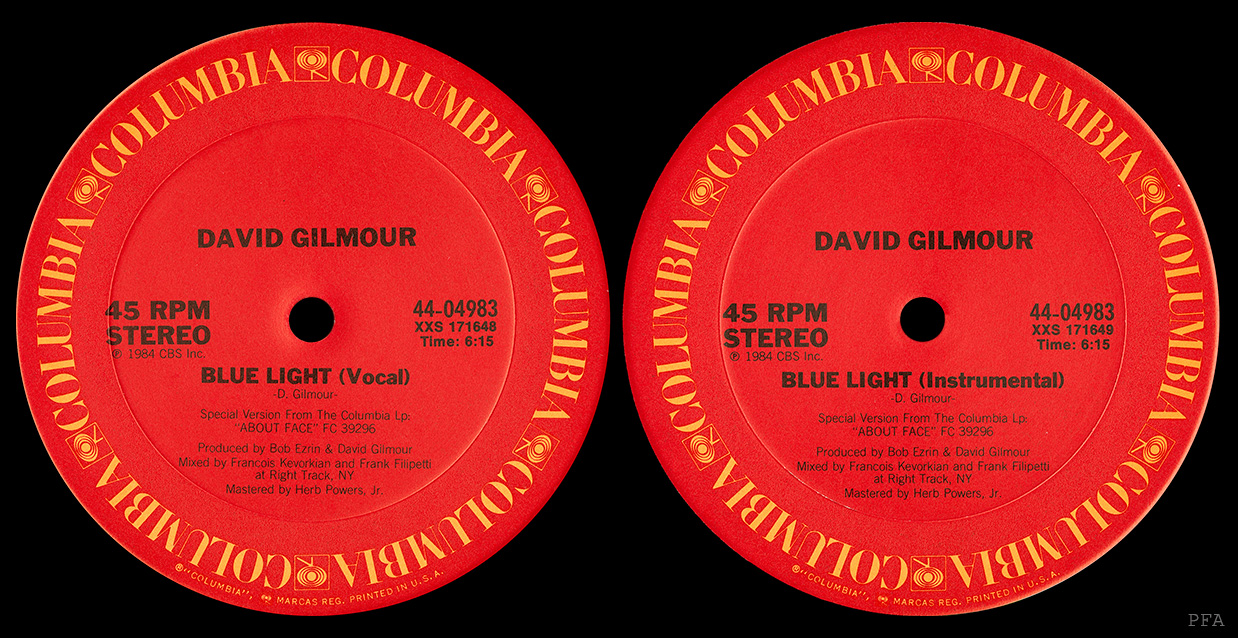 COLUMBIA COLUMBIA COLUMBIA COLUMBIA COLUMBIA COLUMBIA
DAVID GILMOUR
45 RPM
STEREO
℗ 1984 CBS Inc.
44-04983
XXS 171648
Time: 6:15
BLUE LIGHT (Vocal)
-D. Gilmour-
Special Version From The Columbia Lp:
"ABOUT FACE" FC 39296
Produced by Bob Ezrin & David Gilmour
Mixed by Francois Kevorkian and Frank Filipetti
at Right Track, NY
Mastered by Herb Powers, Jr.
®"COLUMBIA", MARCAS REG. PRINTED IN U.S.A.
COLUMBIA COLUMBIA COLUMBIA COLUMBIA COLUMBIA COLUMBIA
DAVID GILMOUR
45 RPM
STEREO
℗ 1984 CBS Inc.
44-04983
XXS 171649
Time: 6:15
BLUE LIGHT (Instrumental)
-D. Gilmour-
Special Version From The Columbia Lp:
"ABOUT FACE" FC 39296
Produced by Bob Ezrin & David Gilmour
Mixed by Francois Kevorkian and Frank Filipetti
at Right Track, NY
Mastered by Herb Powers, Jr.
®"COLUMBIA", MARCAS REG. PRINTED IN U.S.A.
PFA